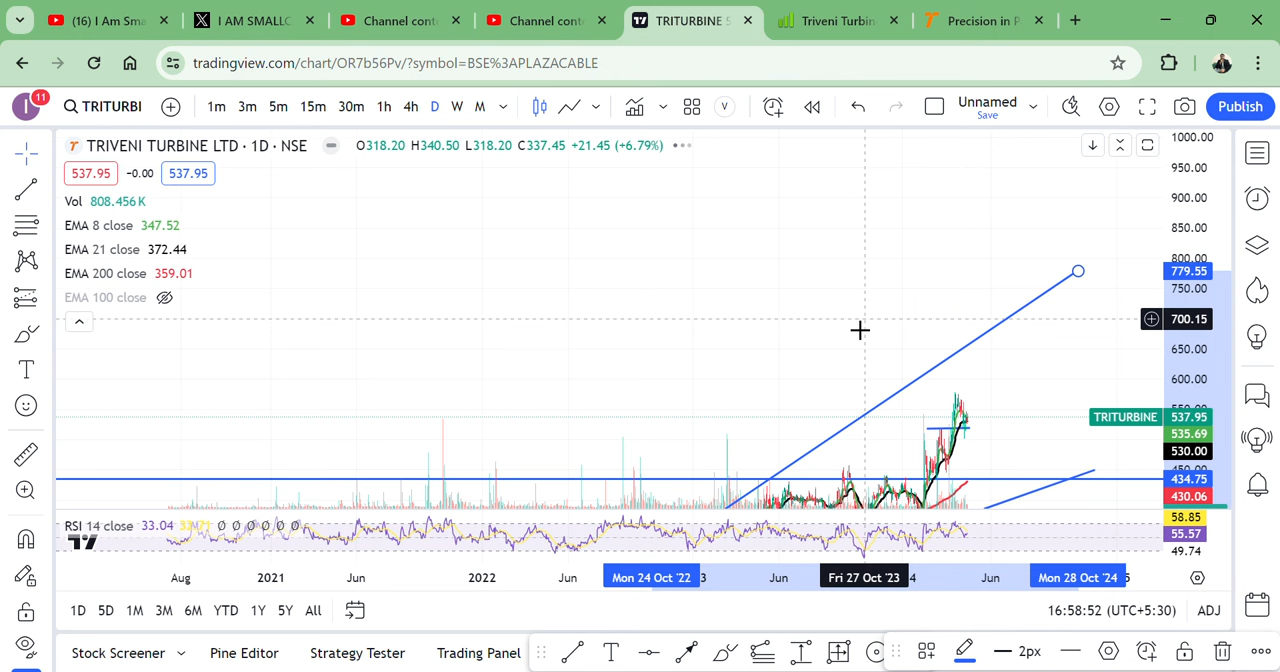 (16) I Am Sma
I AM SMALLC
Channel cont
Channel cont
TRITURBINE 5
Triveni Turbin
Precision in P
tradingview.com/chart/OR7b56Pv/?symbol=BSE%3APLAZACABLE
I 11
TRITURBI
1m 3m 5m 15m 30m 1h 4h D W M
V
Unnamed
Save
Publish
TRIVENI TURBINE LTD · 1D · NSE
O318.20 H340.50 L318.20 C337.45 +21.45 (+6.79%)
537.95 -0.00 537.95
Vol 808.456K
EMA 8 close 347.52
EMA 21 close 372.44
EMA 200 close 359.01
EMA 100 close
1000.00
950.00
900.00
850.00
800.00
779.55
750.00
700.15
650.00
600.00
TRITURBINE 537.95
535.69
530.00
450.00
434.75
430.06
RSI 14 close 33.04 Ø Ø Ø Ø Ø Ø
58.85
55.57
49.74
Aug 2021 Jun 2022 Jun Mon 24 Oct '22 3 Jun Fri 27 Oct '23 4 Jun Mon 28 Oct '24 5
1D 5D 1M 3M 6M YTD 1Y 5Y All
16:58:52 (UTC+5:30) ADJ
Stock Screener Pine Editor Strategy Tester Trading Panel
T
2px